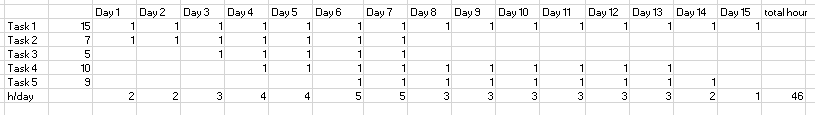 Day 1 Day 2 Day 3 Day 4 Day 5 Day 6 Day 7 Day 8 Day 9 Day 10 Day 11 Day 12 Day 13 Day 14 Day 15 total hour
Task 1 15 1 1 1 1 1 1 1 1 1 1 1 1 1 1 1
Task 2 7 1 1 1 1 1 1 1
Task 3 5 1 1 1 1 1
Task 4 10 1 1 1 1 1 1 1 1 1 1
Task 5 9 1 1 1 1 1 1 1 1 1
h/day 2 2 3 4 4 5 5 3 3 3 3 3 3 2 1 46